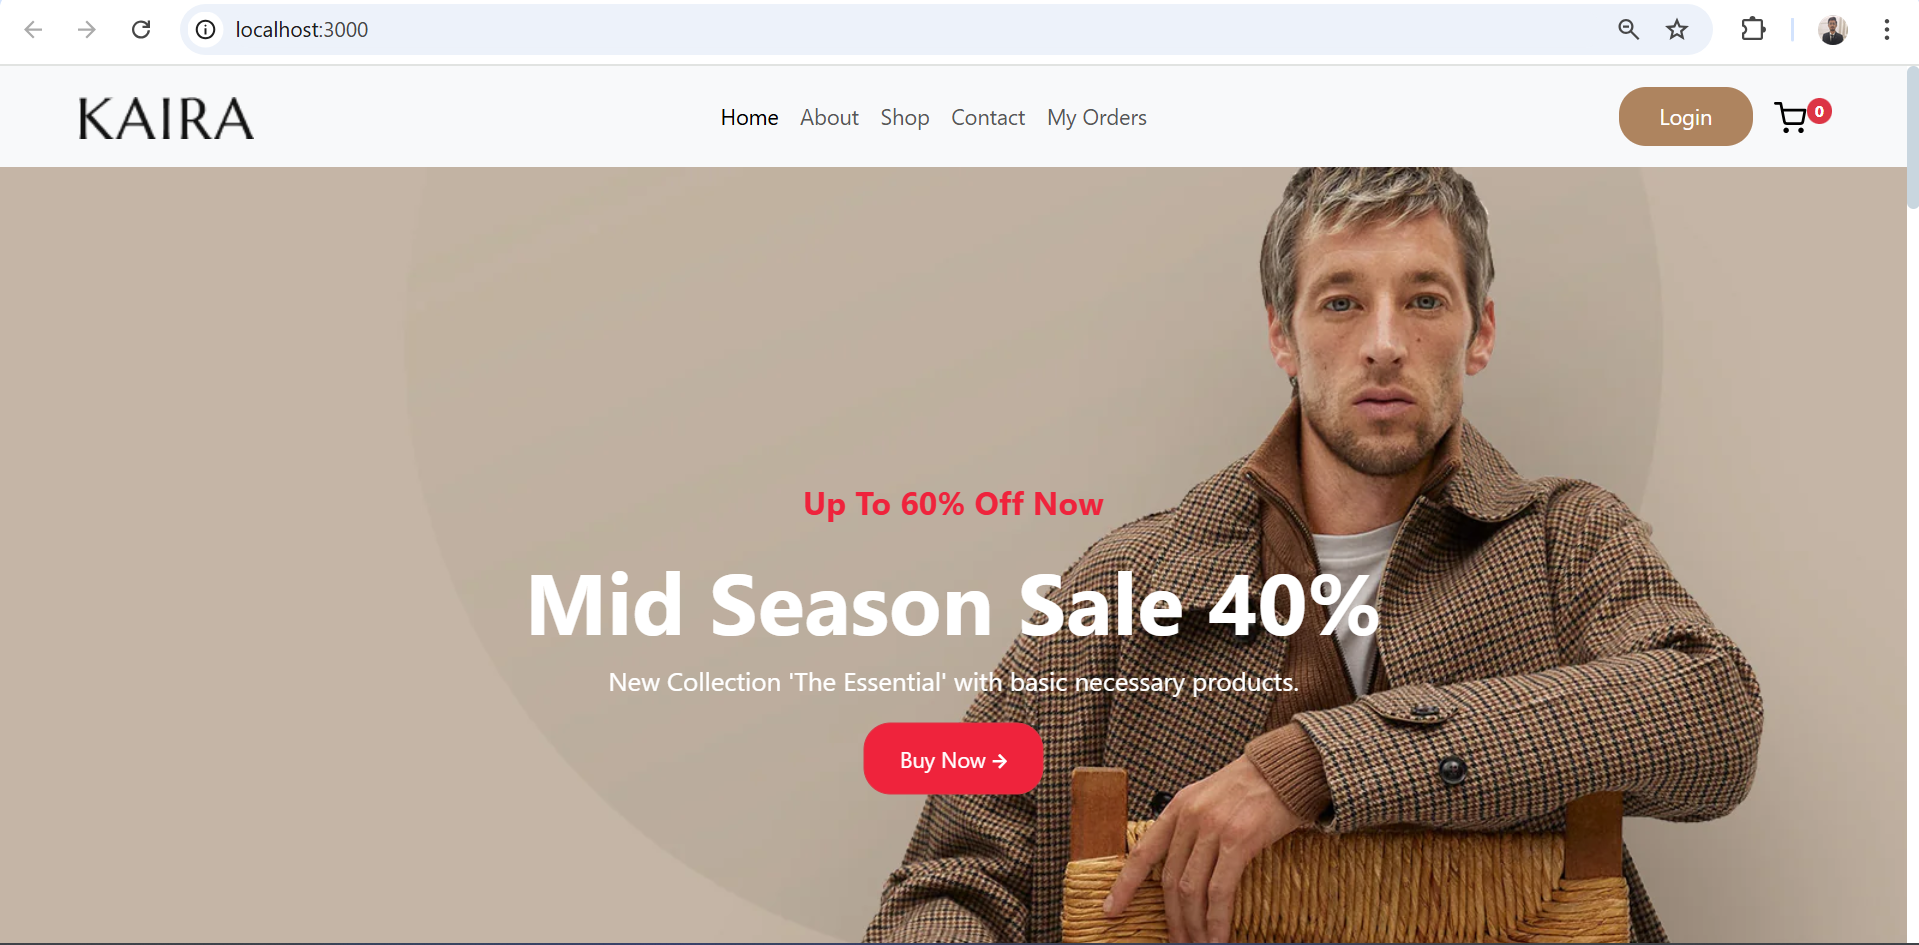 localhost:3000
KAIRA
Home About Shop Contact My Orders
Login
0
Up To 60% Off Now
Mid Season Sale 40%
New Collection 'The Essential' with basic necessary products.
Buy Now →